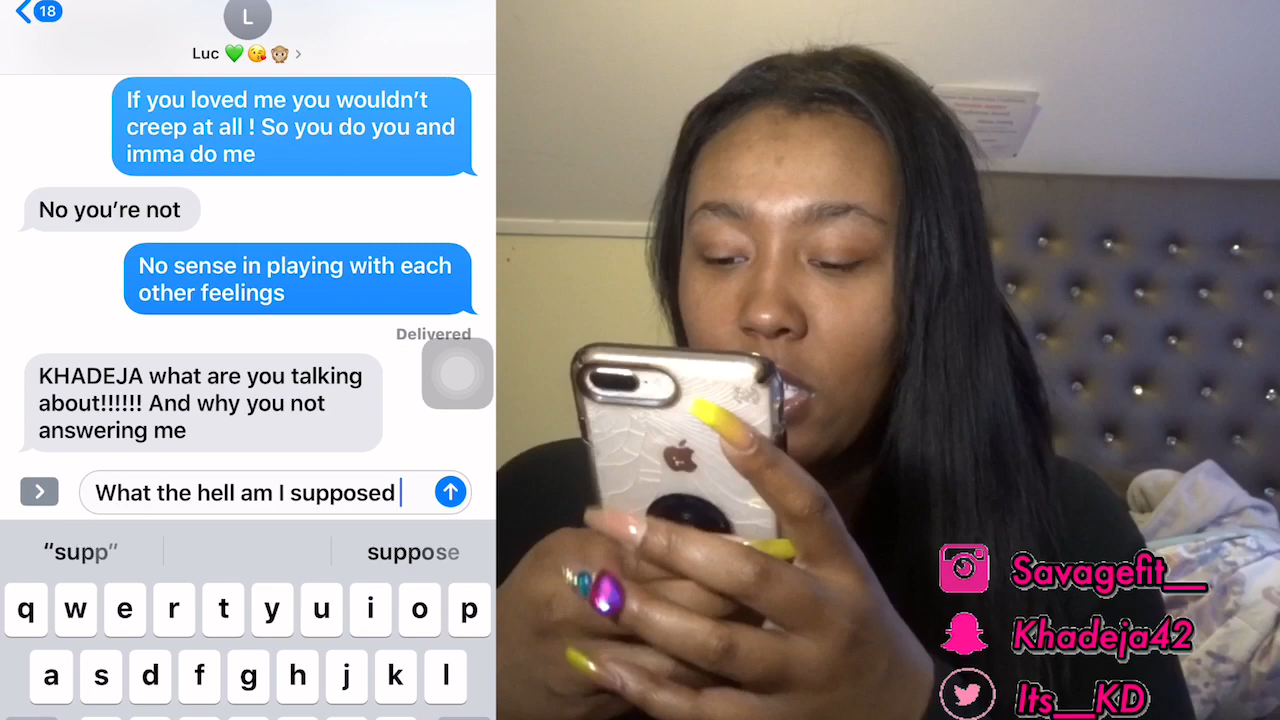 18
L
Luc 💚😘🐵 >
If you loved me you wouldn't
creep at all ! So you do you and
imma do me
No you're not
No sense in playing with each
other feelings
Delivered
KHADEJA what are you talking
about!!!!!! And why you not
answering me
What the hell am I supposed
"supp"
suppose
q w e r t y u i o p
a s d f g h j k l
Savagefit__
Khadeja42
Its__KD